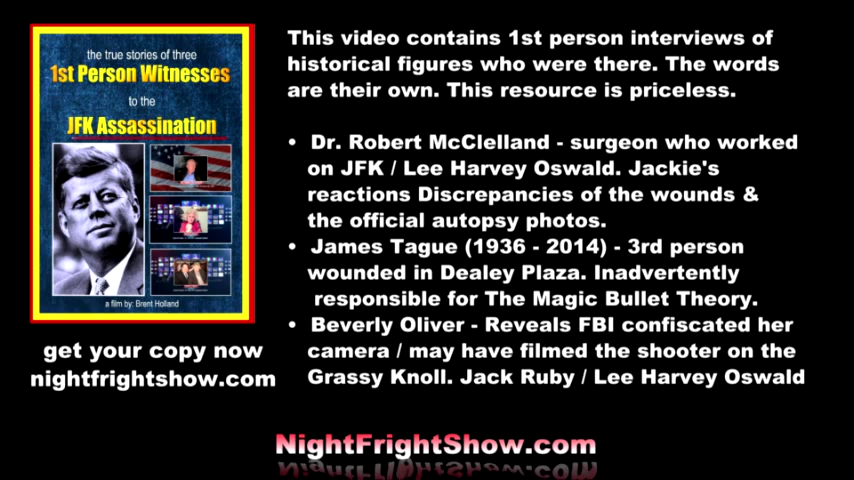 the true stories of three
1st Person Witnesses
to the
JFK Assassination
a film by: Brent Holland
get your copy now
nightfrightshow.com
This video contains 1st person interviews of
historical figures who were there. The words
are their own. This resource is priceless.
• Dr. Robert McClelland - surgeon who worked
on JFK / Lee Harvey Oswald. Jackie's
reactions Discrepancies of the wounds &
the official autopsy photos.
• James Tague (1936 - 2014) - 3rd person
wounded in Dealey Plaza. Inadvertently
responsible for The Magic Bullet Theory.
• Beverly Oliver - Reveals FBI confiscated her
camera / may have filmed the shooter on the
Grassy Knoll. Jack Ruby / Lee Harvey Oswald
NightFrightShow.com